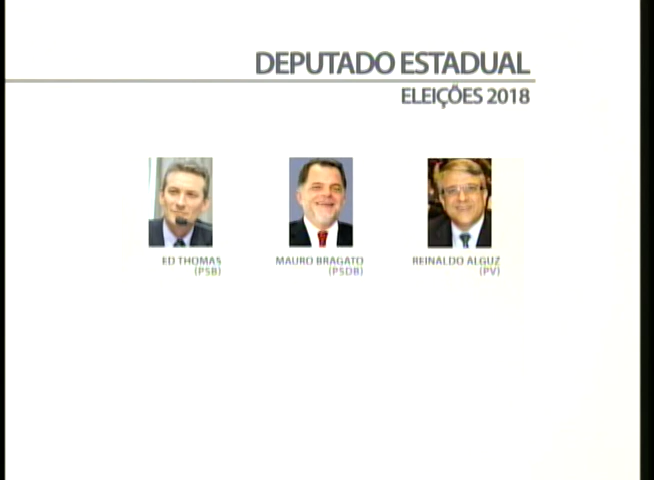 DEPUTADO ESTADUAL
ELEIÇÕES 2018
ED THOMAS
(PSB)
MAURO BRAGATO
(PSDB)
REINALDO ALGUZ
(PV)